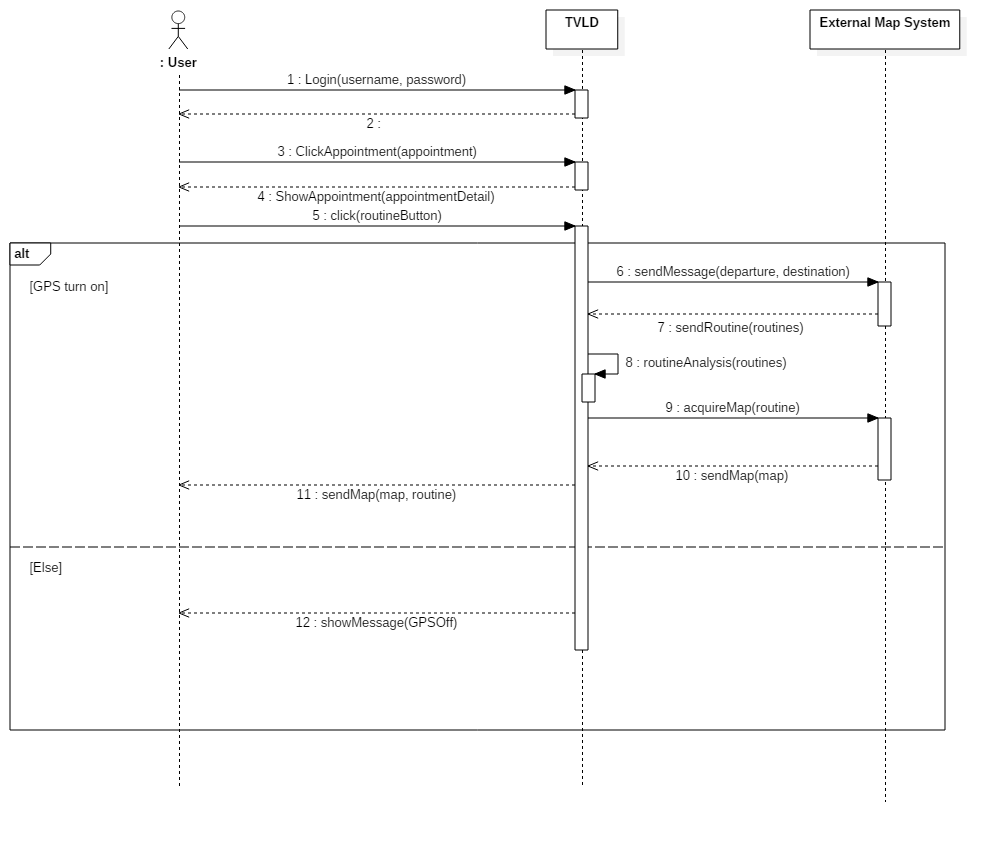 TVLD
External Map System
: User
1 : Login(username, password)
2 :
3 : ClickAppointment(appointment)
4 : ShowAppointment(appointmentDetail)
5 : click(routineButton)
alt
[GPS turn on]
6 : sendMessage(departure, destination)
7 : sendRoutine(routines)
8 : routineAnalysis(routines)
9 : acquireMap(routine)
10 : sendMap(map)
11 : sendMap(map, routine)
[Else]
12 : showMessage(GPSOff)